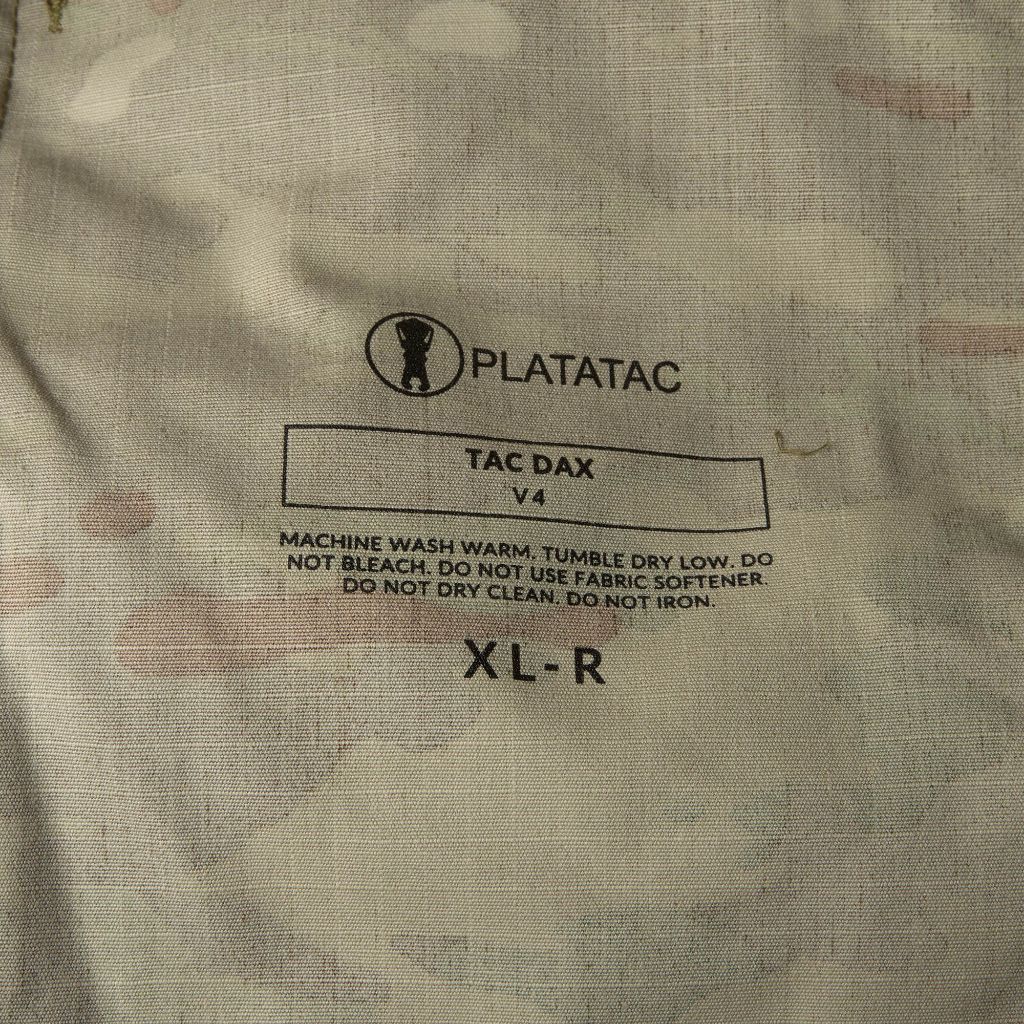 PLATATAC
TAC DAX
V4
MACHINE WASH WARM. TUMBLE DRY LOW. DO
NOT BLEACH. DO NOT USE FABRIC SOFTENER
DO NOT DRY CLEAN. DO NOT IRON.
XL-R